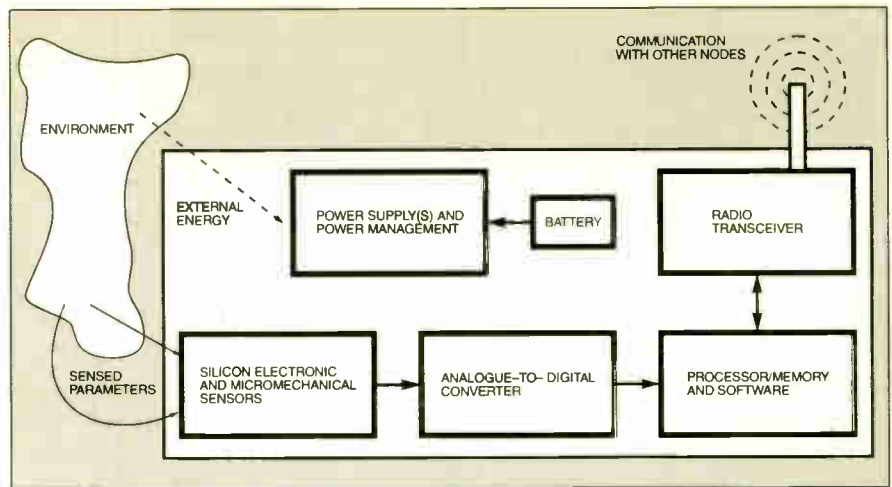 COMMUNICATION
WITH OTHER NODES
ENVIRONMENT
EXTERNAL
ENERGY
POWER SUPPLY(S) AND
POWER MANAGEMENT
BATTERY
RADIO
TRANSCEIVER
SENSED
PARAMETERS
SILICON ELECTRONIC
AND MICROMECHANICAL
SENSORS
ANALOGUE-TO- DIGITAL
CONVERTER
PROCESSOR/MEMORY
AND SOFTWARE